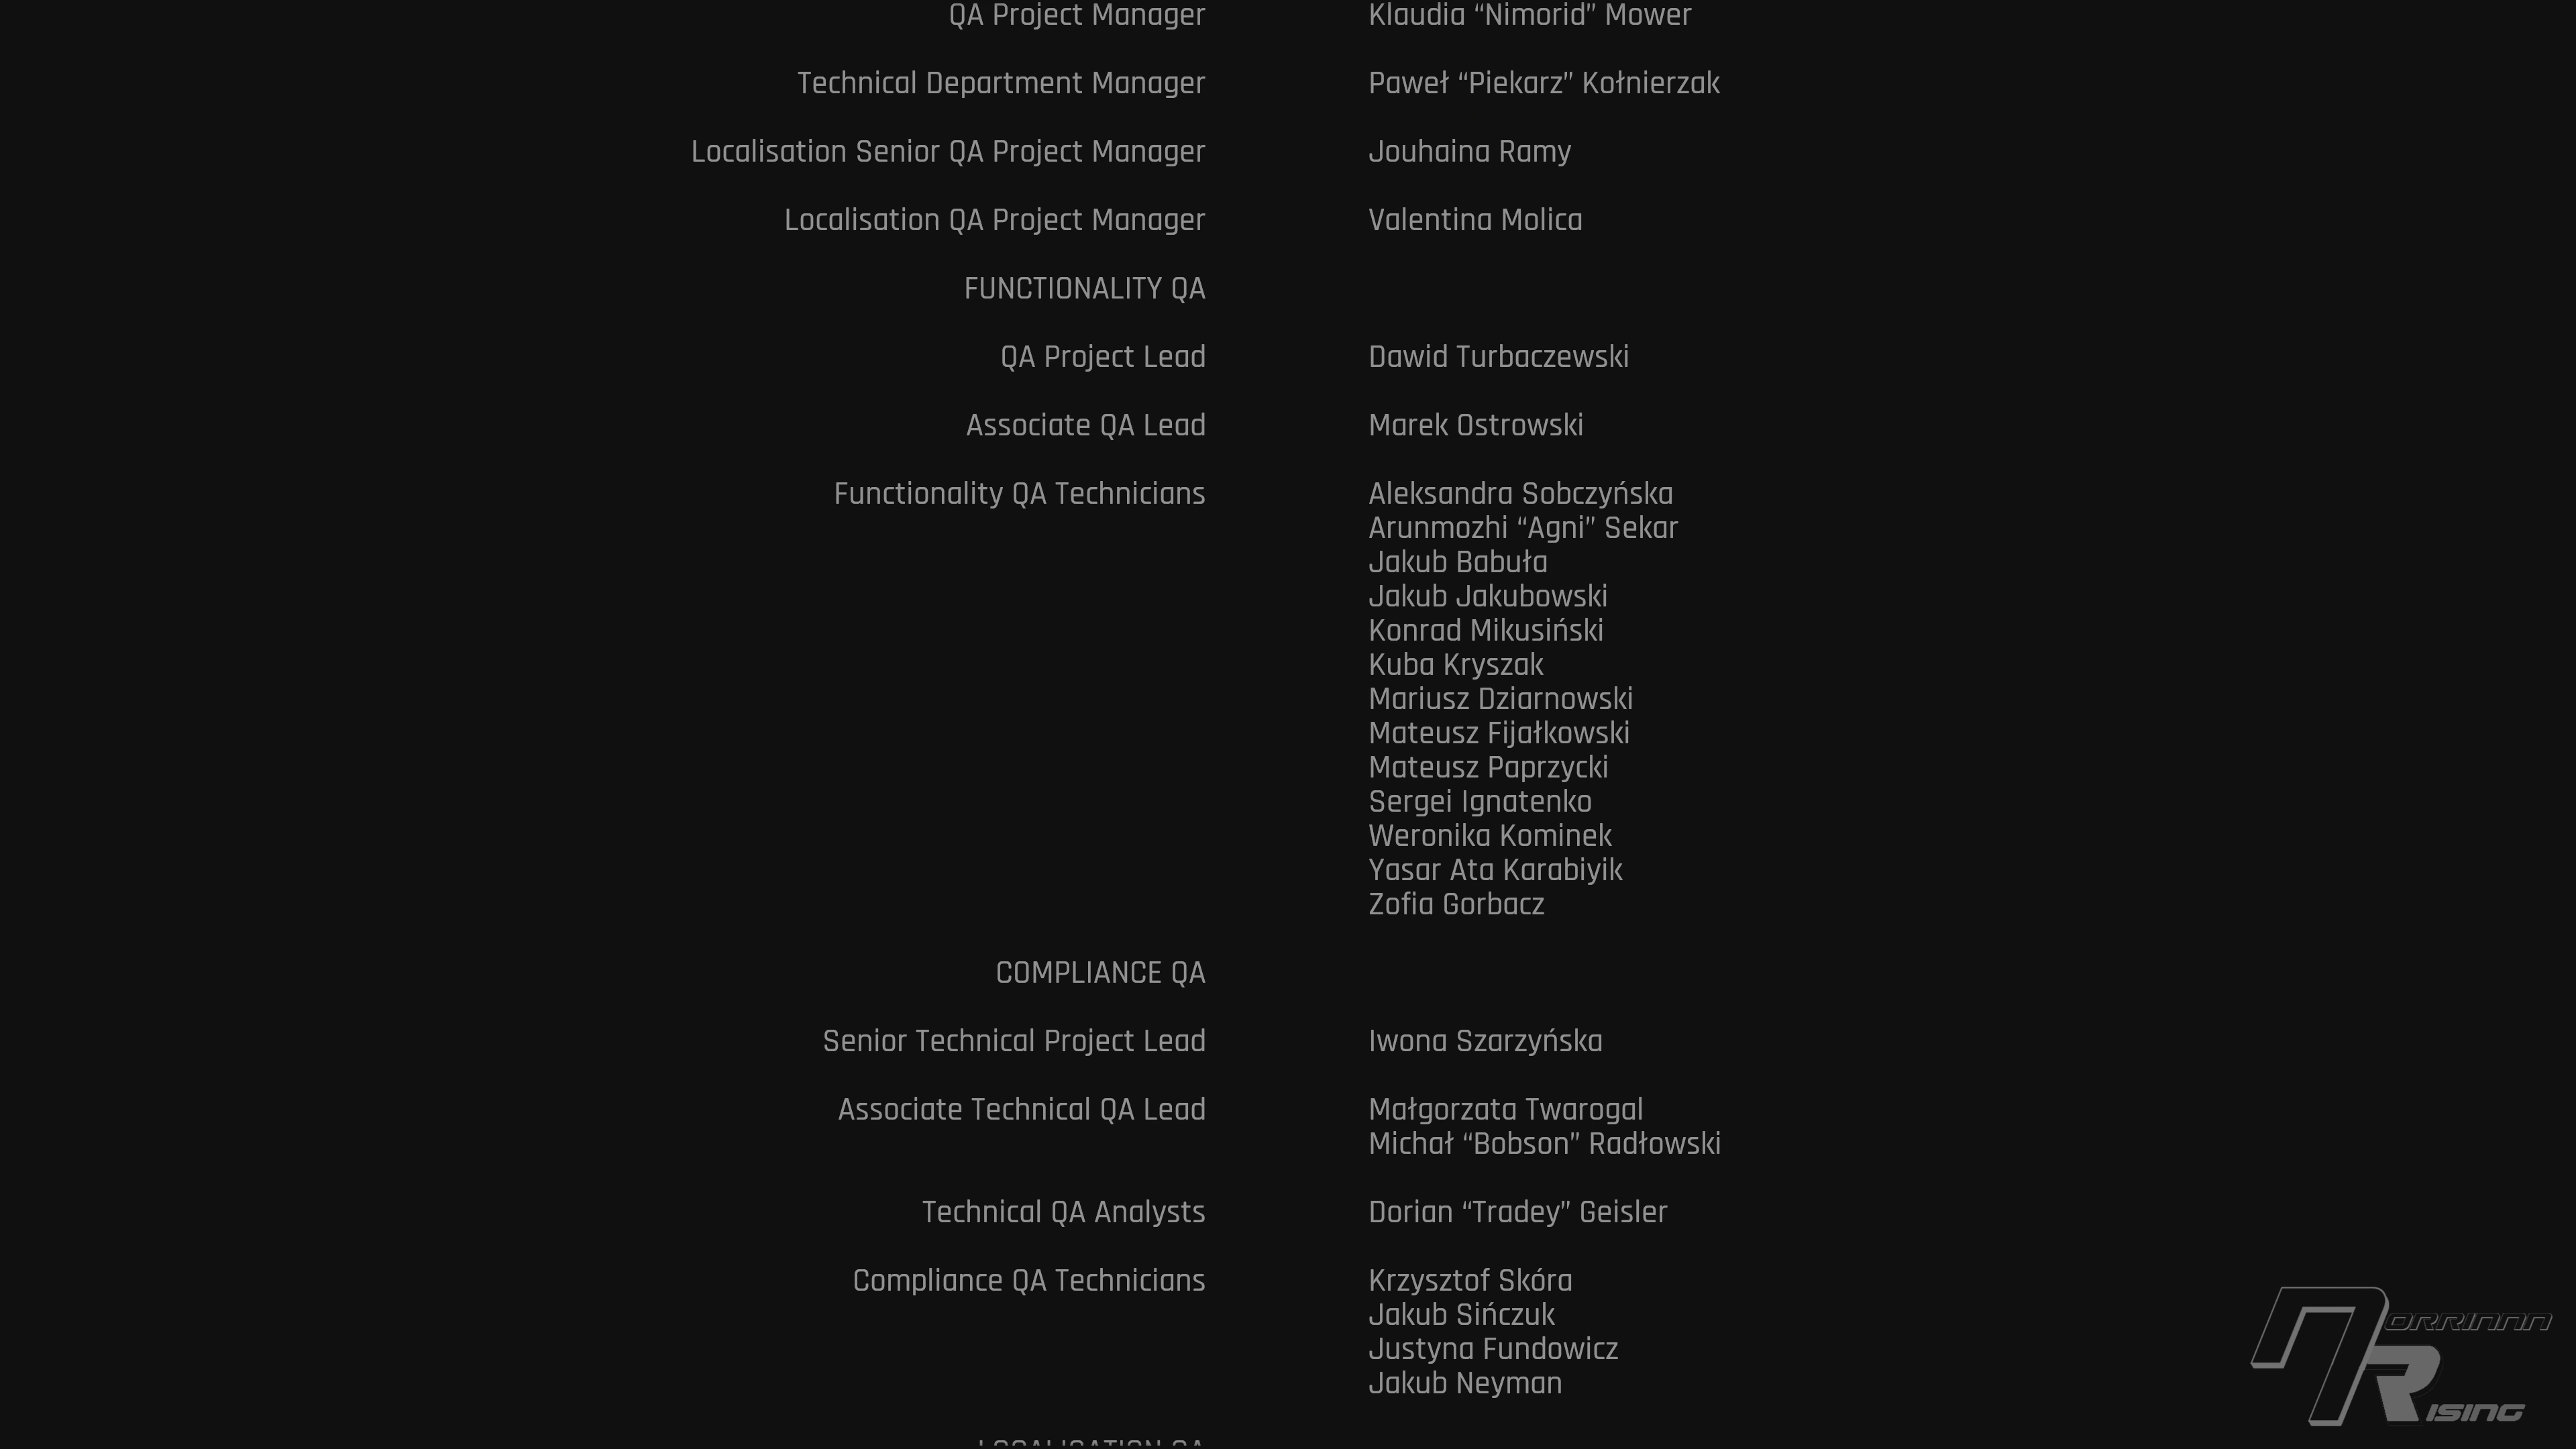 QA Project Manager Klaudia “Nimorid” Mower
Technical Department Manager Paweł “Piekarz” Kołnierzak
Localisation Senior QA Project Manager Jouhaina Ramy
Localisation QA Project Manager Valentina Molica
FUNCTIONALITY QA
QA Project Lead Dawid Turbaczewski
Associate QA Lead Marek Ostrowski
Functionality QA Technicians Aleksandra Sobczyńska
Arunmozhi “Agni” Sekar
Jakub Babuła
Jakub Jakubowski
Konrad Mikusiński
Kuba Kryszak
Mariusz Dziarnowski
Mateusz Fijałkowski
Mateusz Paprzycki
Sergei Ignatenko
Weronika Kominek
Yasar Ata Karabiyik
Zofia Gorbacz
COMPLIANCE QA
Senior Technical Project Lead Iwona Szarzyńska
Associate Technical QA Lead Małgorzata Twarogal
Michał “Bobson” Radłowski
Technical QA Analysts Dorian “Tradey” Geisler
Compliance QA Technicians Krzysztof Skóra
Jakub Sińczuk
Justyna Fundowicz
Jakub Neyman
LOCALISATION QA
Rising